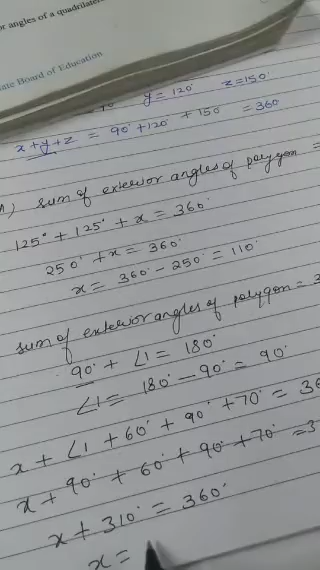 or angles of a quadrilater
ate Board of Education
y = 120° z = 150°
x + y + z = 90° + 120° + 150 = 360
A) sum of exterior angles of polygon =
125° + 125° + x = 360°
250° + x = 360°
x = 360° - 250° = 110°
sum of exterior angles of polygon = 3
90° + ∠1 = 180°
∠1 = 180° - 90° = 90°
x + ∠1 + 60° + 90° + 70° = 36
x + 90° + 60° + 90° + 70° = 3
x + 310° = 360°
x =